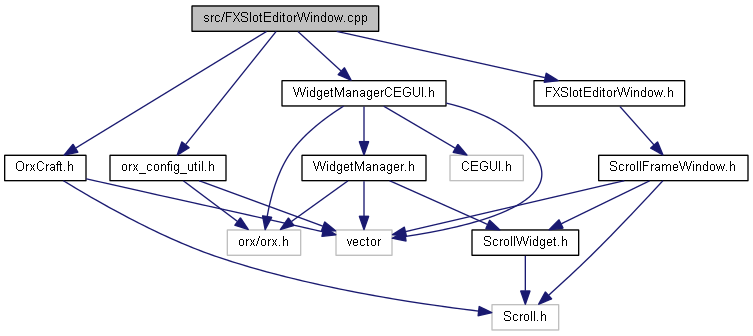 src/FXSlotEditorWindow.cpp
WidgetManagerCEGUI.h
FXSlotEditorWindow.h
OrxCraft.h
orx_config_util.h
WidgetManager.h
CEGUI.h
ScrollFrameWindow.h
orx/orx.h
vector
ScrollWidget.h
Scroll.h